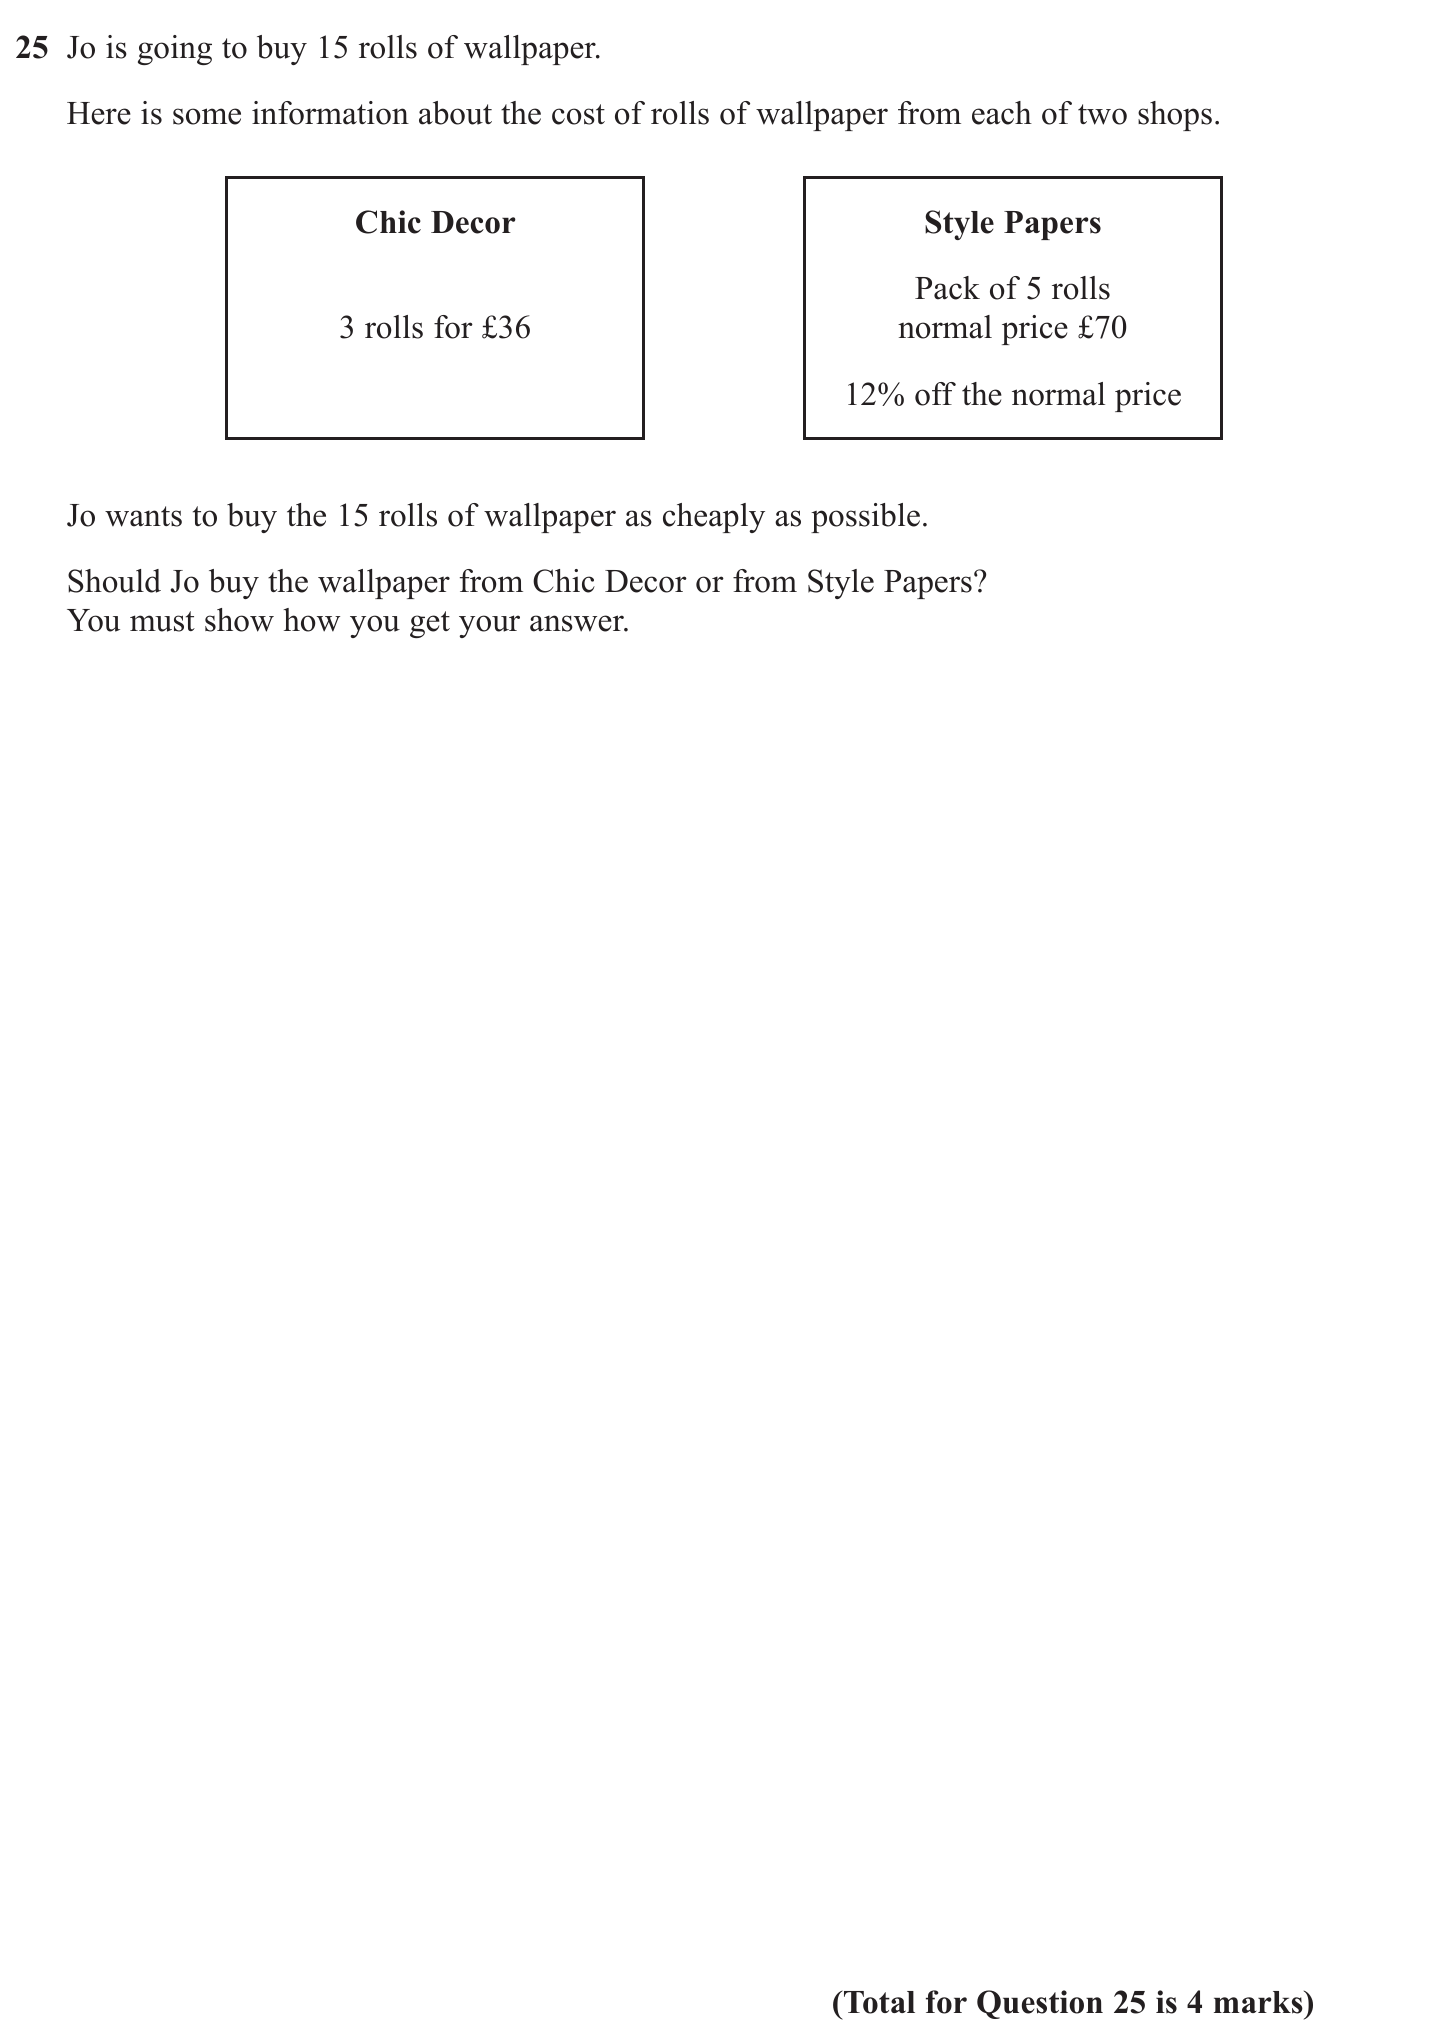 25 Jo is going to buy 15 rolls of wallpaper.
Here is some information about the cost of rolls of wallpaper from each of two shops.
Chic Decor
3 rolls for £36
Style Papers
Pack of 5 rolls
normal price £70
12% off the normal price
Jo wants to buy the 15 rolls of wallpaper as cheaply as possible.
Should Jo buy the wallpaper from Chic Decor or from Style Papers?
You must show how you get your answer.
(Total for Question 25 is 4 marks)